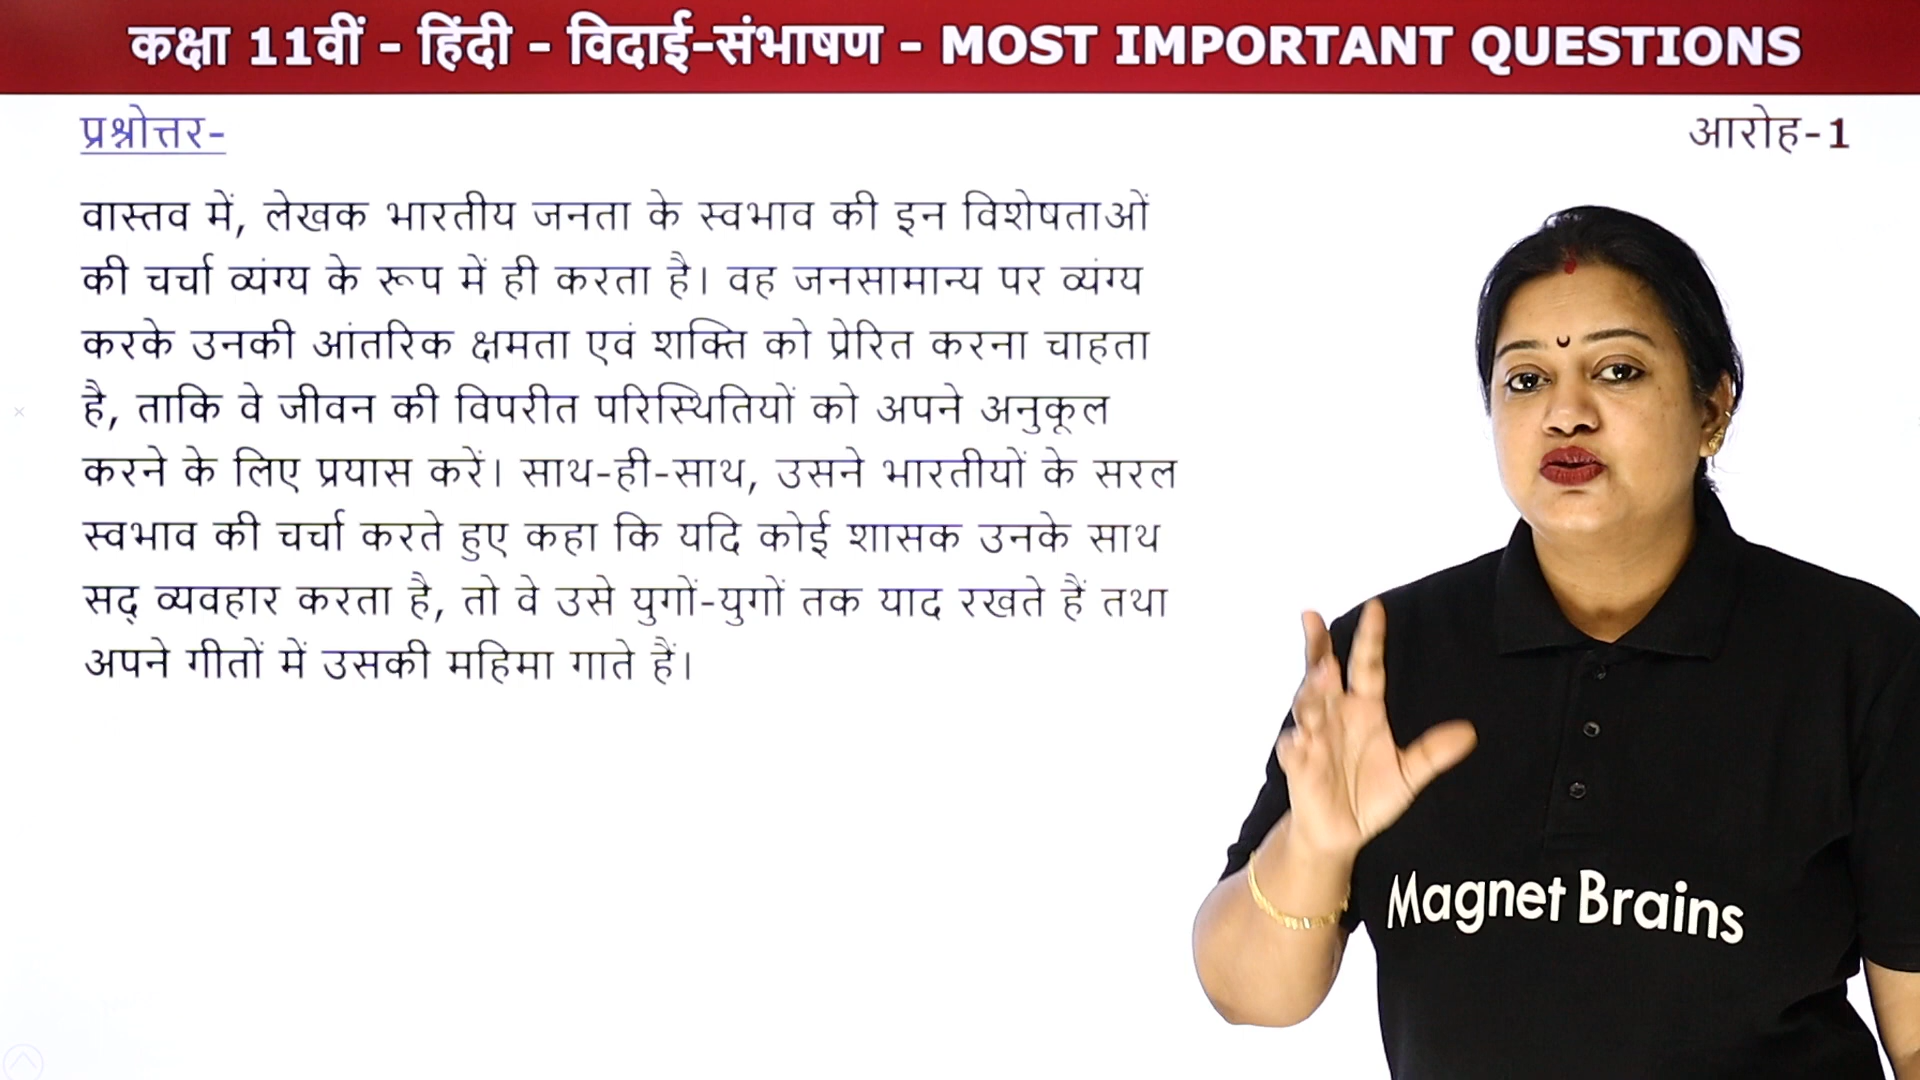 कक्षा 11वीं - हिंदी - विदाई-संभाषण - MOST IMPORTANT QUESTIONS
प्रश्नोत्तर-
आरोह-1
वास्तव में, लेखक भारतीय जनता के स्वभाव की इन विशेषताओं
की चर्चा व्यंग्य के रूप में ही करता है। वह जनसामान्य पर व्यंग्य
करके उनकी आंतरिक क्षमता एवं शक्ति को प्रेरित करना चाहता
है, ताकि वे जीवन की विपरीत परिस्थितियों को अपने अनुकूल
करने के लिए प्रयास करें। साथ-ही-साथ, उसने भारतीयों के सरल
स्वभाव की चर्चा करते हुए कहा कि यदि कोई शासक उनके साथ
सद् व्यवहार करता है, तो वे उसे युगों-युगों तक याद रखते हैं तथा
अपने गीतों में उसकी महिमा गाते हैं।
Magnet Brains